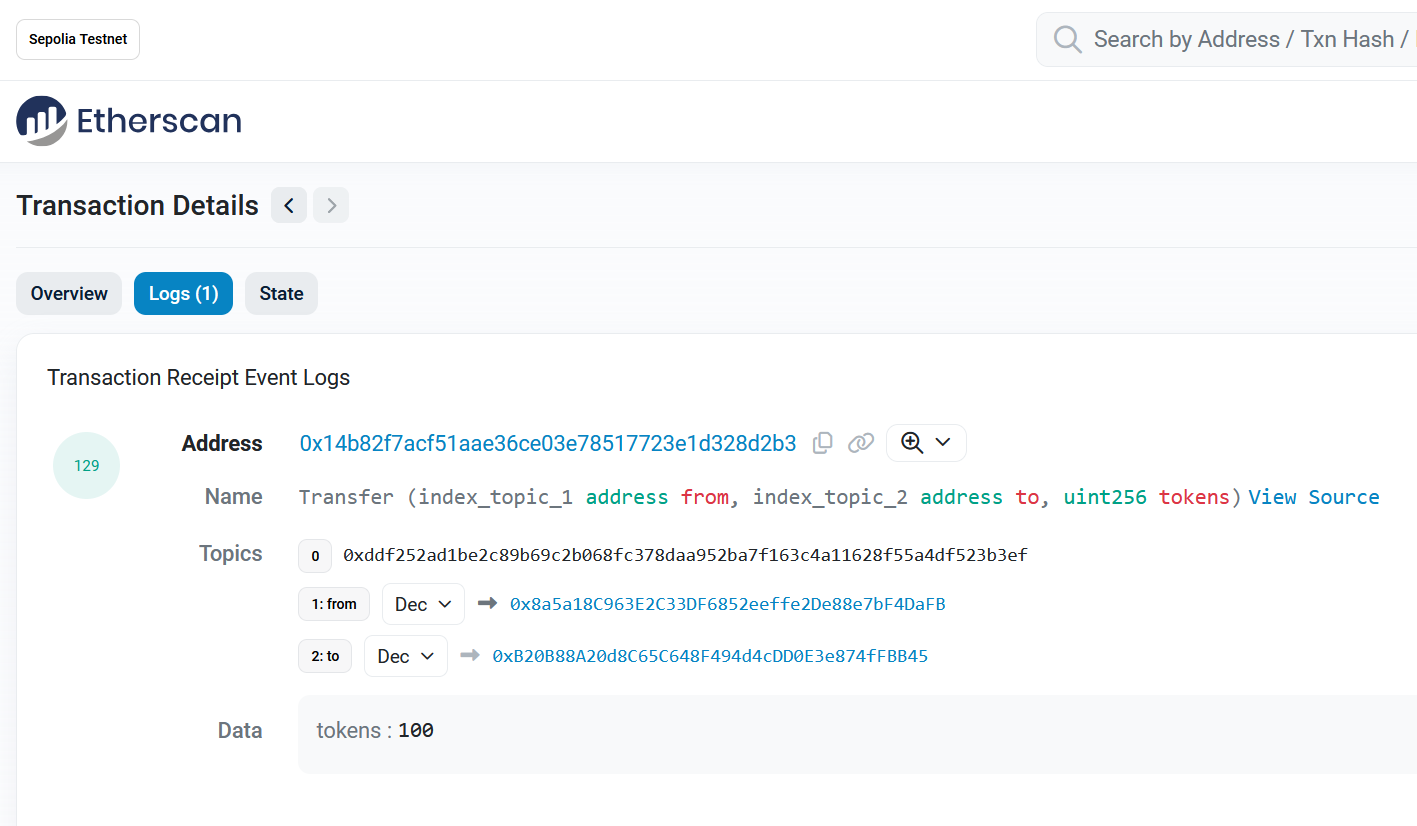 Sepolia Testnet
Search by Address / Txn Hash /
Etherscan
Transaction Details
Overview Logs (1) State
Transaction Receipt Event Logs
129
Address 0x14b82f7acf51aae36ce03e78517723e1d328d2b3
Name Transfer (index_topic_1 address from, index_topic_2 address to, uint256 tokens) View Source
Topics 0 0xddf252ad1be2c89b69c2b068fc378daa952ba7f163c4a11628f55a4df523b3ef
1: from Dec 0x8a5a18C963E2C33DF6852eeffe2De88e7bF4DaFB
2: to Dec 0xB20B88A20d8C65C648F494d4cDD0E3e874fFBB45
Data tokens : 100